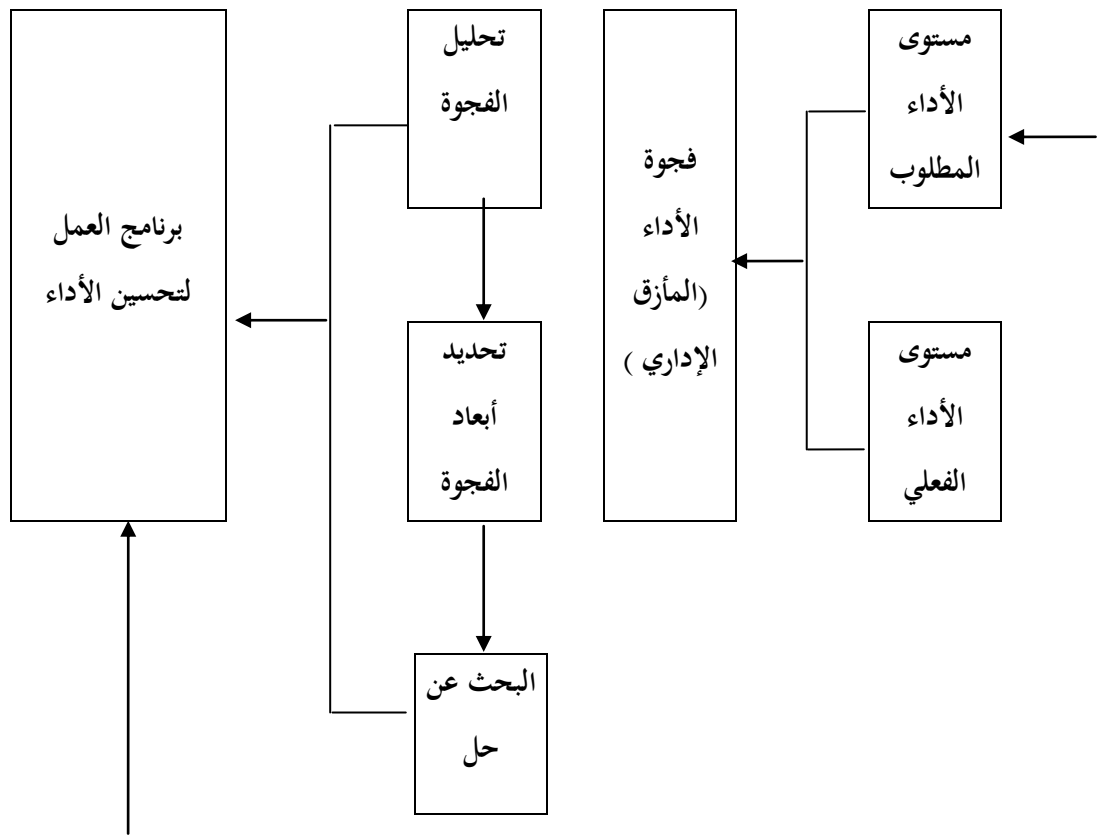 مستوى
الأداء
المطلوب
مستوى
الأداء
الفعلي
فجوة
الأداء
(المأزق
الإداري )
تحليل
الفجوة
تحديد
أبعاد
الفجوة
البحث عن
حل
برنامج العمل
لتحسين الأداء